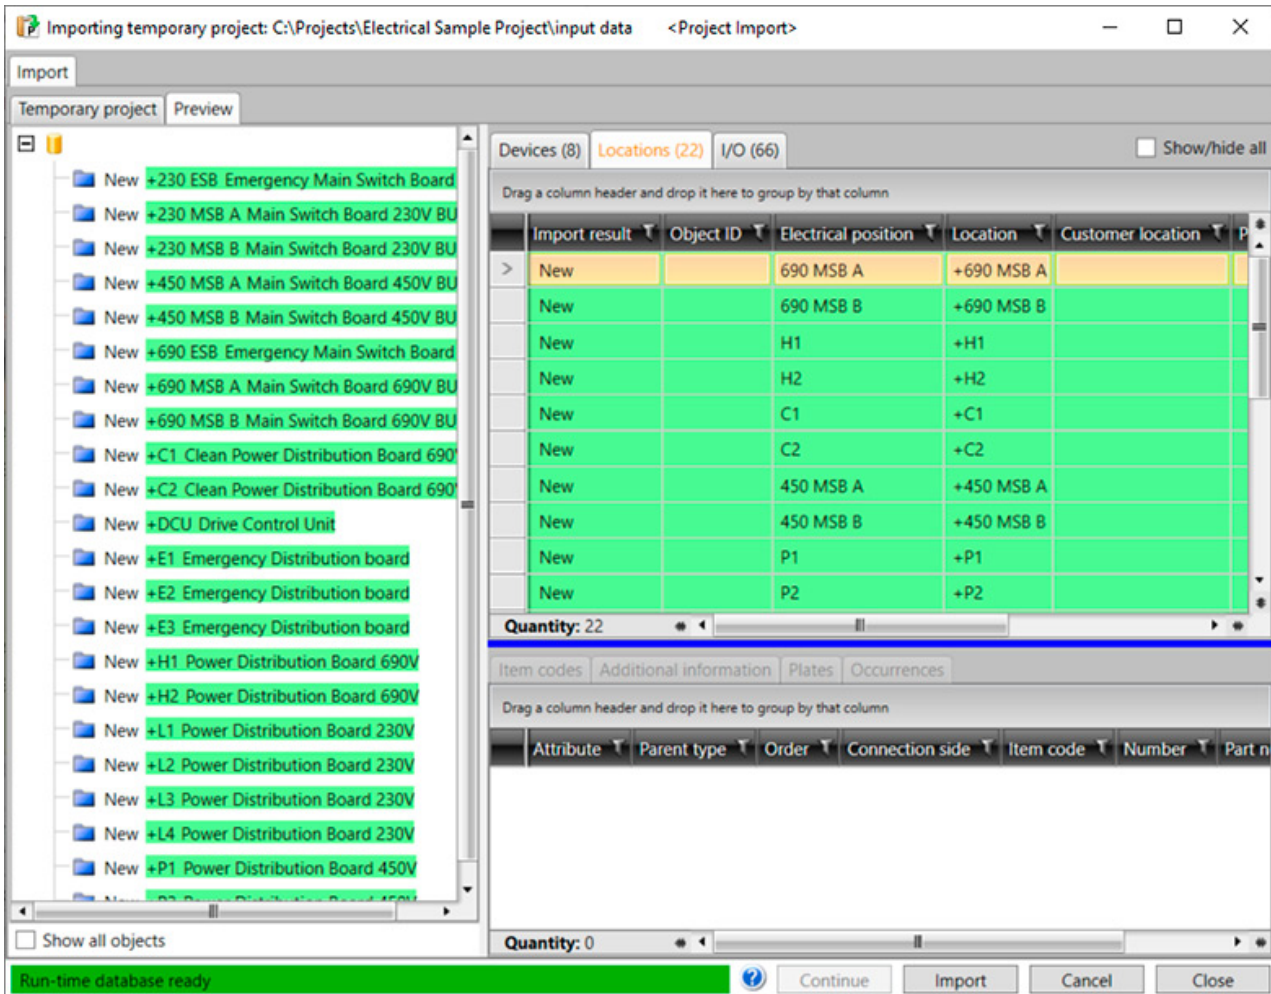 Importing temporary project: C:\Projects\Electrical Sample Project\input data <Project Import>
Import
Temporary project Preview
New +230 ESB Emergency Main Switch Board
New +230 MSB A Main Switch Board 230V BU
New +230 MSB B Main Switch Board 230V BU
New +450 MSB A Main Switch Board 450V BU
New +450 MSB B Main Switch Board 450V BU
New +690 ESB Emergency Main Switch Board
New +690 MSB A Main Switch Board 690V BU
New +690 MSB B Main Switch Board 690V BU
New +C1 Clean Power Distribution Board 690
New +C2 Clean Power Distribution Board 690
New +DCU Drive Control Unit
New +E1 Emergency Distribution board
New +E2 Emergency Distribution board
New +E3 Emergency Distribution board
New +H1 Power Distribution Board 690V
New +H2 Power Distribution Board 690V
New +L1 Power Distribution Board 230V
New +L2 Power Distribution Board 230V
New +L3 Power Distribution Board 230V
New +L4 Power Distribution Board 230V
New +P1 Power Distribution Board 450V
Show all objects
Devices (8) Locations (22) I/O (66) Show/hide all
Drag a column header and drop it here to group by that column
Import result Object ID Electrical position Location Customer location P
New 690 MSB A +690 MSB A
New 690 MSB B +690 MSB B
New H1 +H1
New H2 +H2
New C1 +C1
New C2 +C2
New 450 MSB A +450 MSB A
New 450 MSB B +450 MSB B
New P1 +P1
New P2 +P2
Quantity: 22
Item codes Additional information Plates Occurrences
Drag a column header and drop it here to group by that column
Attribute Parent type Order Connection side Item code Number Part n
Quantity: 0
Run-time database ready ? Continue Import Cancel Close